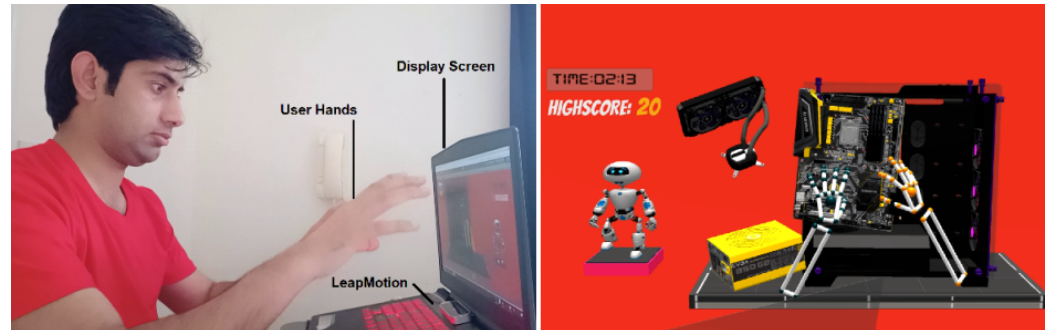 Display Screen
User Hands
LeapMotion
TIME:02:13
HIGHSCORE: 20